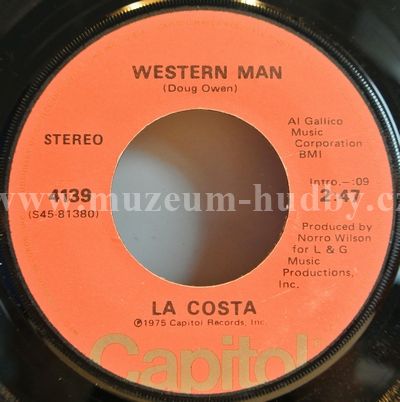 WESTERN MAN
(Doug Owen)
STEREO
4139
(S45-81380)
Al Gallico
Music
Corporation
BMI
Intro.–:09
2:47
Produced by
Norro Wilson
for L & G
Music
Productions,
Inc.
www.muzeum-hudby.cz
LA COSTA
℗1975 Capitol Records, Inc.
Capitol